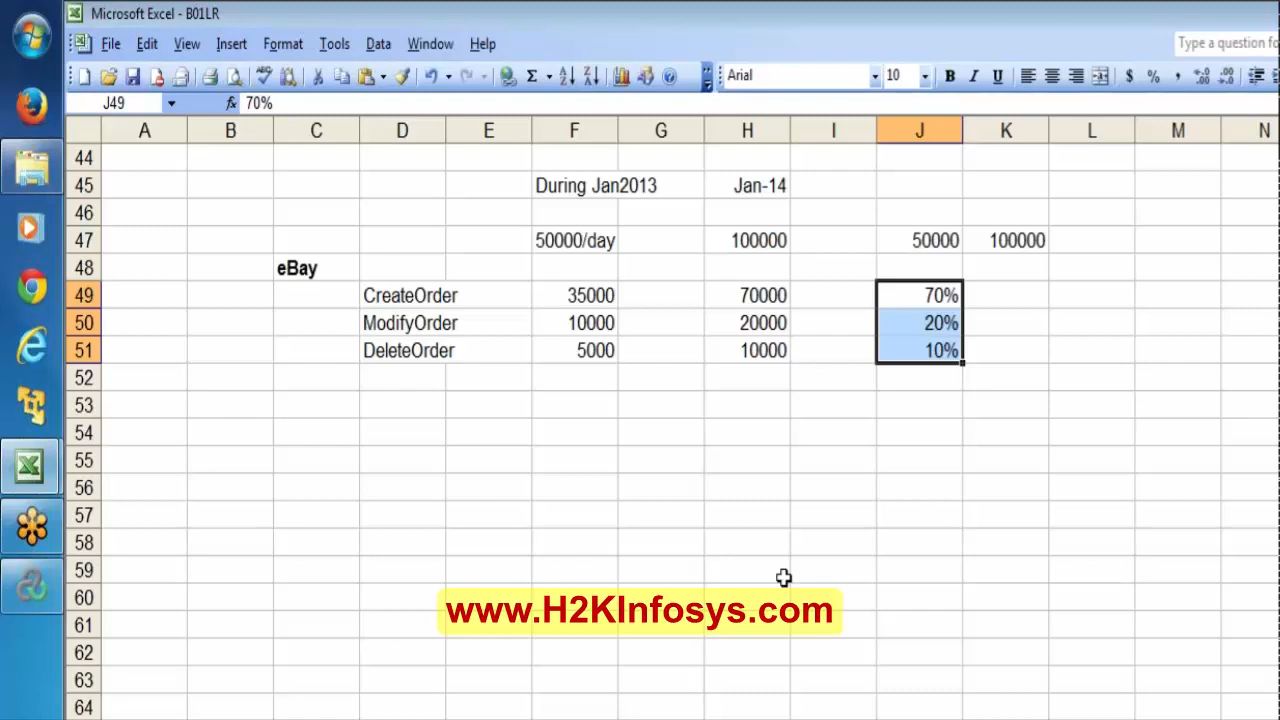 Microsoft Excel - B01LR
File Edit View Insert Format Tools Data Window Help
Type a question fo
Arial 10 B I U $ % ,
J49 fx 70%
A B C D E F G H I J K L M N
44
45 During Jan2013 Jan-14
46
47 50000/day 100000 50000 100000
48 eBay
49 CreateOrder 35000 70000 70%
50 ModifyOrder 10000 20000 20%
51 DeleteOrder 5000 10000 10%
52
53
54
55
56
57
58
59
60
www.H2KInfosys.com
61
62
63
64